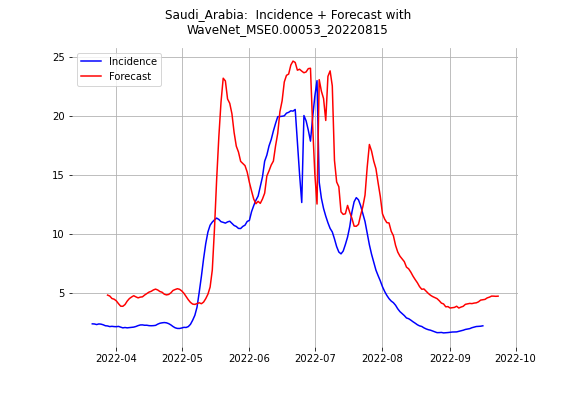 Saudi_Arabia:  Incidence + Forecast with
WaveNet_MSE0.00053_20220815
Incidence
Forecast
25
20
15
10
5
2022-04 2022-05 2022-06 2022-07 2022-08 2022-09 2022-10